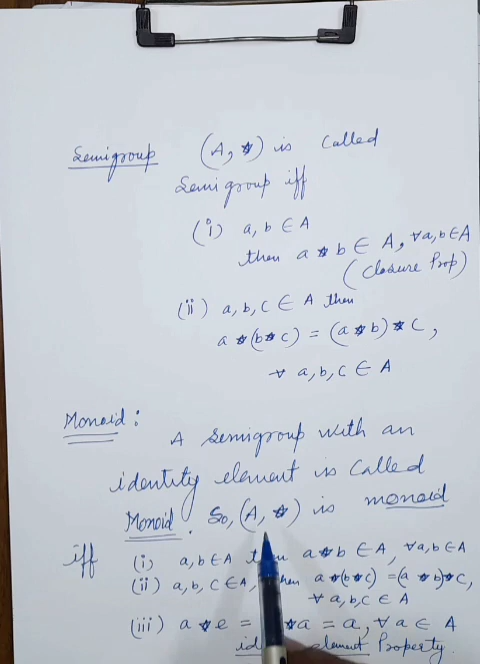 Semigroup (A, *) is called
Semigroup iff
(i) a, b ∈ A
then a * b ∈ A, ∀a, b ∈ A
(Closure Prop)
(ii) a, b, c ∈ A then
a * (b * c) = (a * b) * c,
∀ a, b, c ∈ A
Monoid:
A semigroup with an
identity element is called
Monoid. So, (A, *) is monoid
iff (i) a, b ∈ A then a * b ∈ A, ∀a, b ∈ A
(ii) a, b, c ∈ A, then a * (b * c) = (a * b) * c,
∀ a, b, c ∈ A
(iii) a * e = * a = a, ∀ a ∈ A
element Property.